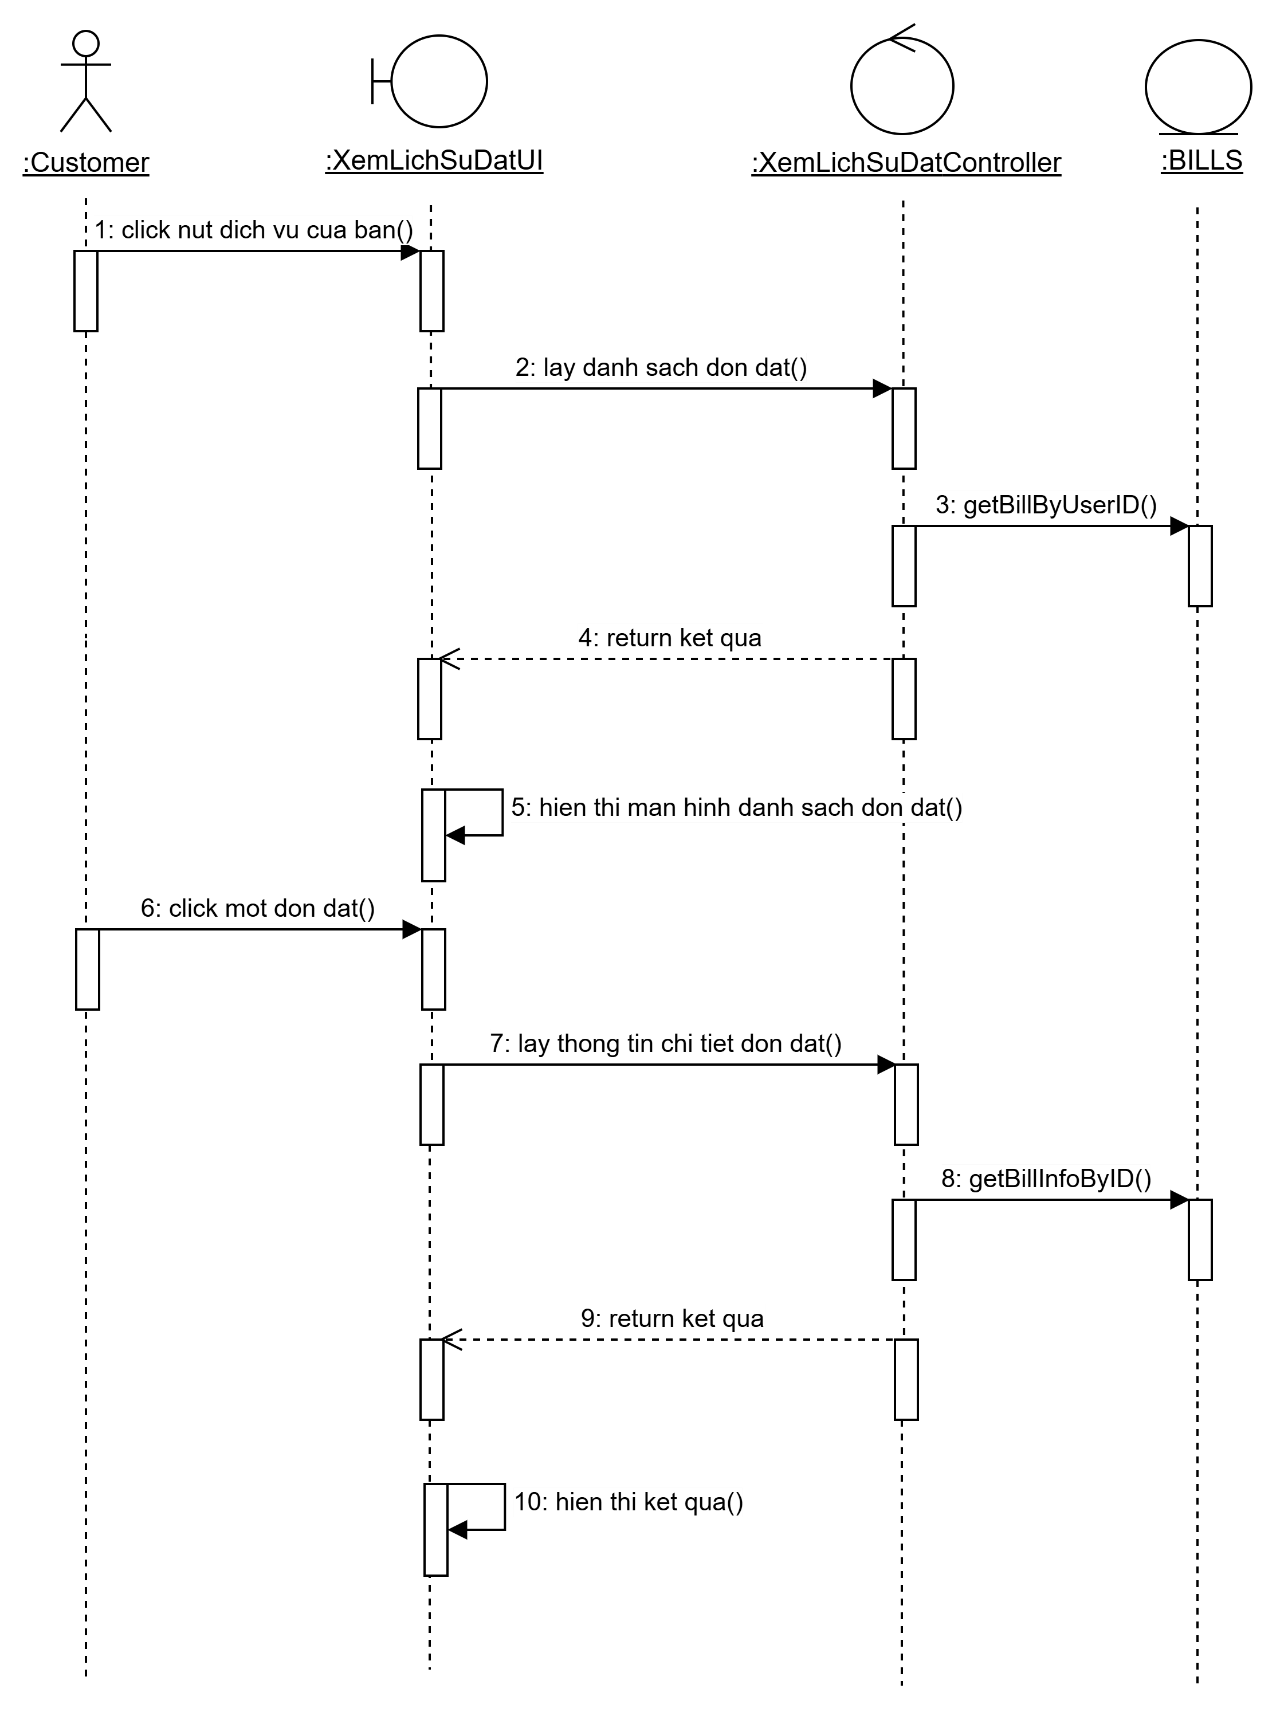 :Customer
:XemLichSuDatUI
:XemLichSuDatController
:BILLS
1: click nut dich vu cua ban()
2: lay danh sach don dat()
3: getBillByUserID()
4: return ket qua
5: hien thi man hinh danh sach don dat()
6: click mot don dat()
7: lay thong tin chi tiet don dat()
8: getBillInfoByID()
9: return ket qua
10: hien thi ket qua()